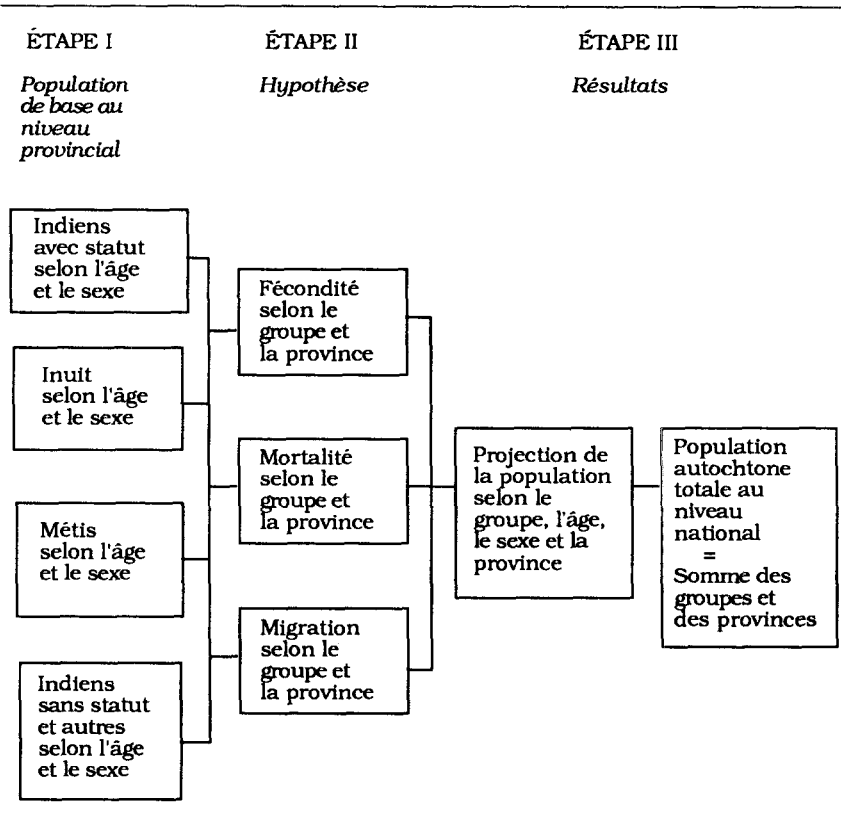 ÉTAPE I
Population
de base au
niveau
provincial
Indiens
avec statut
selon l'âge
et le sexe
Inuit
selon l'âge
et le sexe
Métis
selon l'âge
et le sexe
Indiens
sans statut
et autres
selon l'âge
et le sexe
ÉTAPE II
Hypothèse
Fécondité
selon le
groupe et
la province
Mortalité
selon le
groupe et
la province
Migration
selon le
groupe et
la province
ÉTAPE III
Résultats
Projection de
la population
selon le
groupe, l'âge,
le sexe et la
province
Population
autochtone
totale au
niveau
national
=
Somme des
groupes et
des provinces